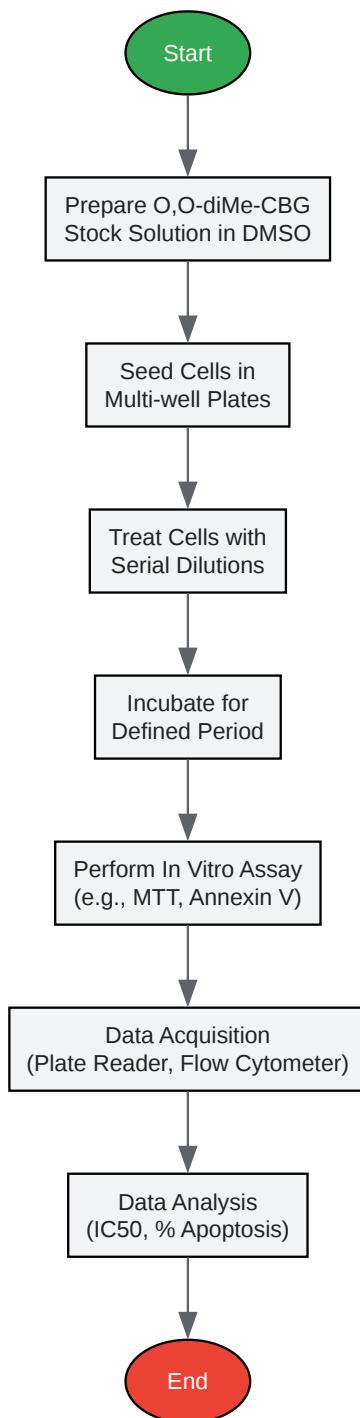 Start
Prepare O,O-diMe-CBG
Stock Solution in DMSO
Seed Cells in
Multi-well Plates
Treat Cells with
Serial Dilutions
Incubate for
Defined Period
Perform In Vitro Assay
(e.g., MTT, Annexin V)
Data Acquisition
(Plate Reader, Flow Cytometer)
Data Analysis
(IC50, % Apoptosis)
End